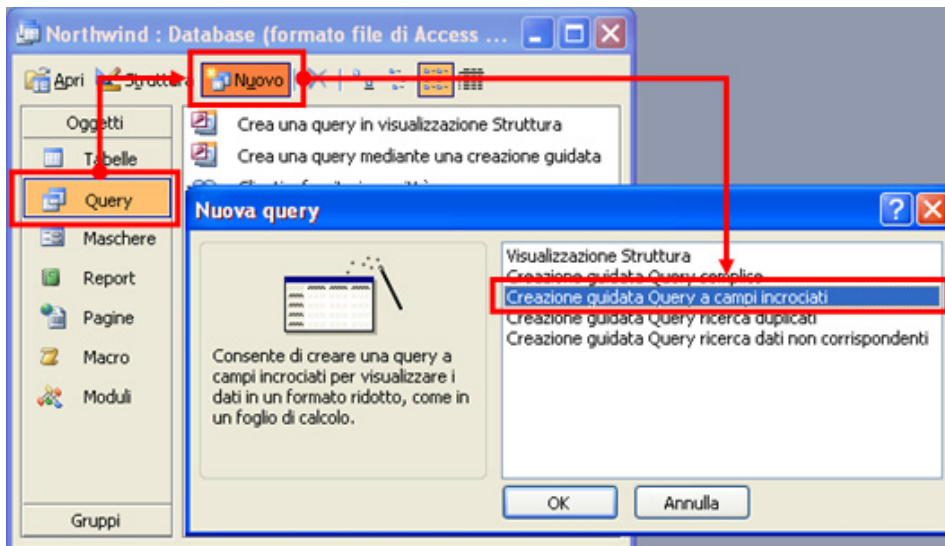 Northwind : Database (formato file di Access ...
Apri Struttura Nuovo
Oggetti
Tabelle
Query
Maschere
Report
Pagine
Macro
Moduli
Gruppi
Crea una query in visualizzazione Struttura
Crea una query mediante una creazione guidata
Nuova query
Consente di creare una query a
campi incrociati per visualizzare i
dati in un formato ridotto, come in
un foglio di calcolo.
Visualizzazione Struttura
Creazione guidata Query semplice
Creazione guidata Query a campi incrociati
Creazione guidata Query ricerca duplicati
Creazione guidata Query ricerca dati non corrispondenti
OK Annulla